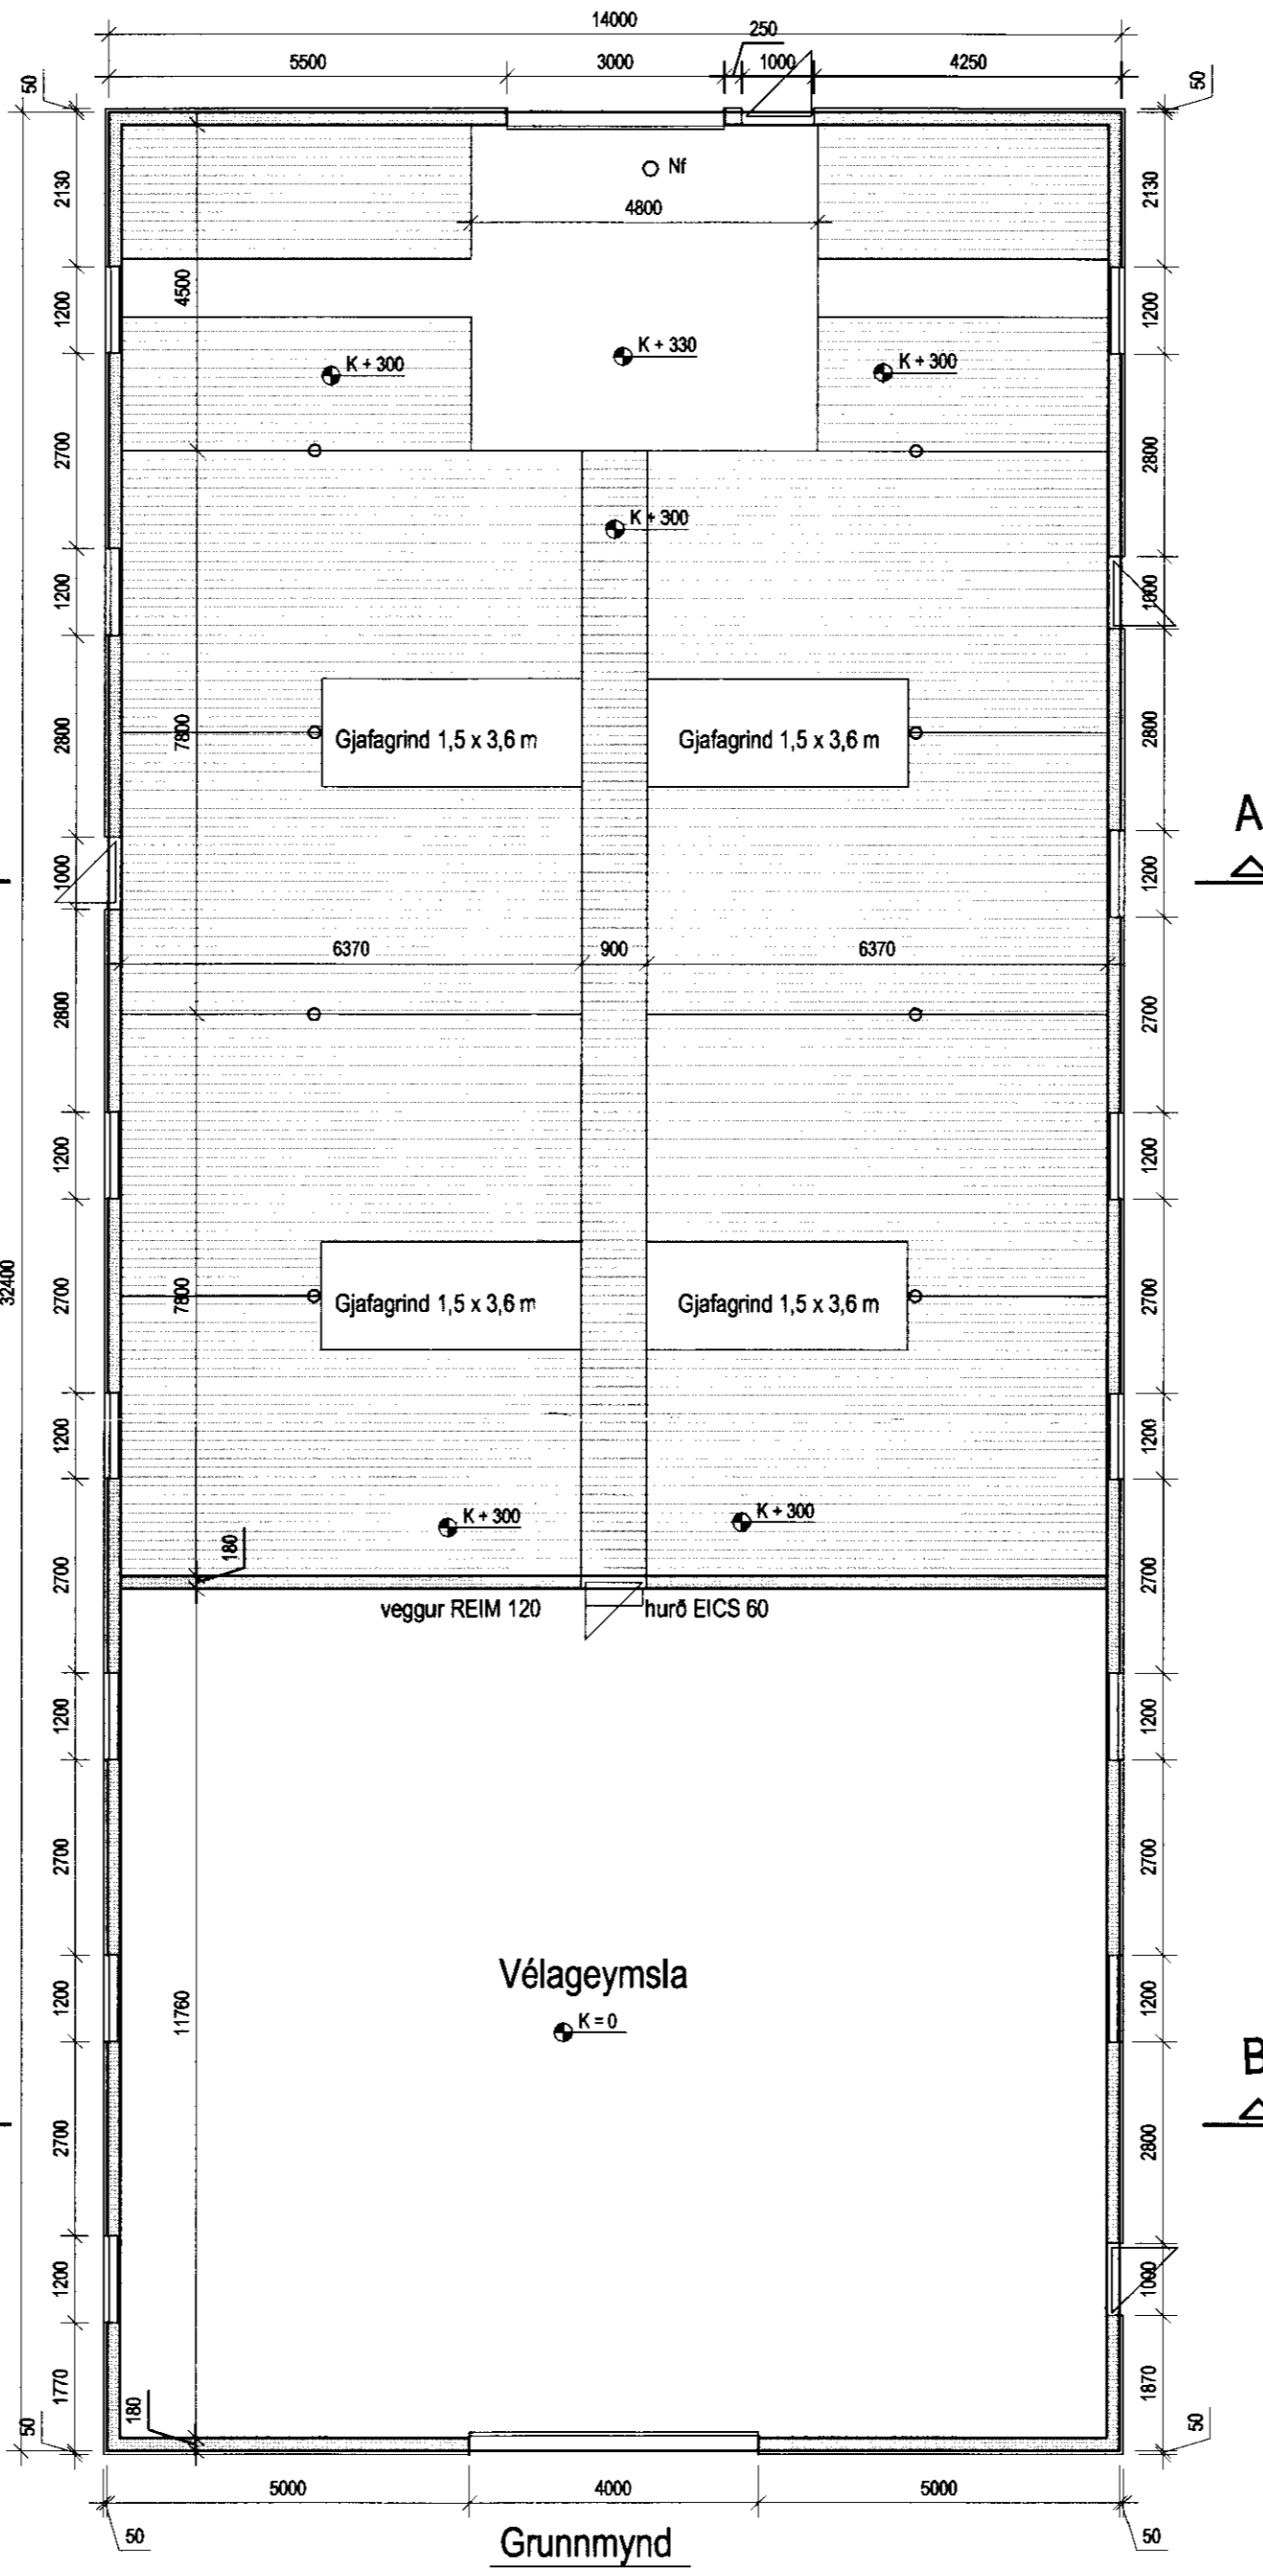 14000
250
5500 3000 1000 4250
50 50
2130 2130
Nf
4800
1200 4500 1200
K + 330
K + 300 K + 300
2700 2800
K + 300
1200 1000
2800 7800 2800
Gjafagrind 1,5 x 3,6 m Gjafagrind 1,5 x 3,6 m
A
1000 1200
6370 900 6370
2800 2700
1200 1200
32400
2700 7800 2700
Gjafagrind 1,5 x 3,6 m Gjafagrind 1,5 x 3,6 m
1200 1200
K + 300 K + 300
180
2700 2700
veggur REIM 120 hurð EICS 60
1200 1200
2700 2700
Vélageymsla
K = 0
1200 11760 1200
B
2700 2800
1200 1000
1770 180 1870
50 50
5000 4000 5000
50 50
Grunnmynd